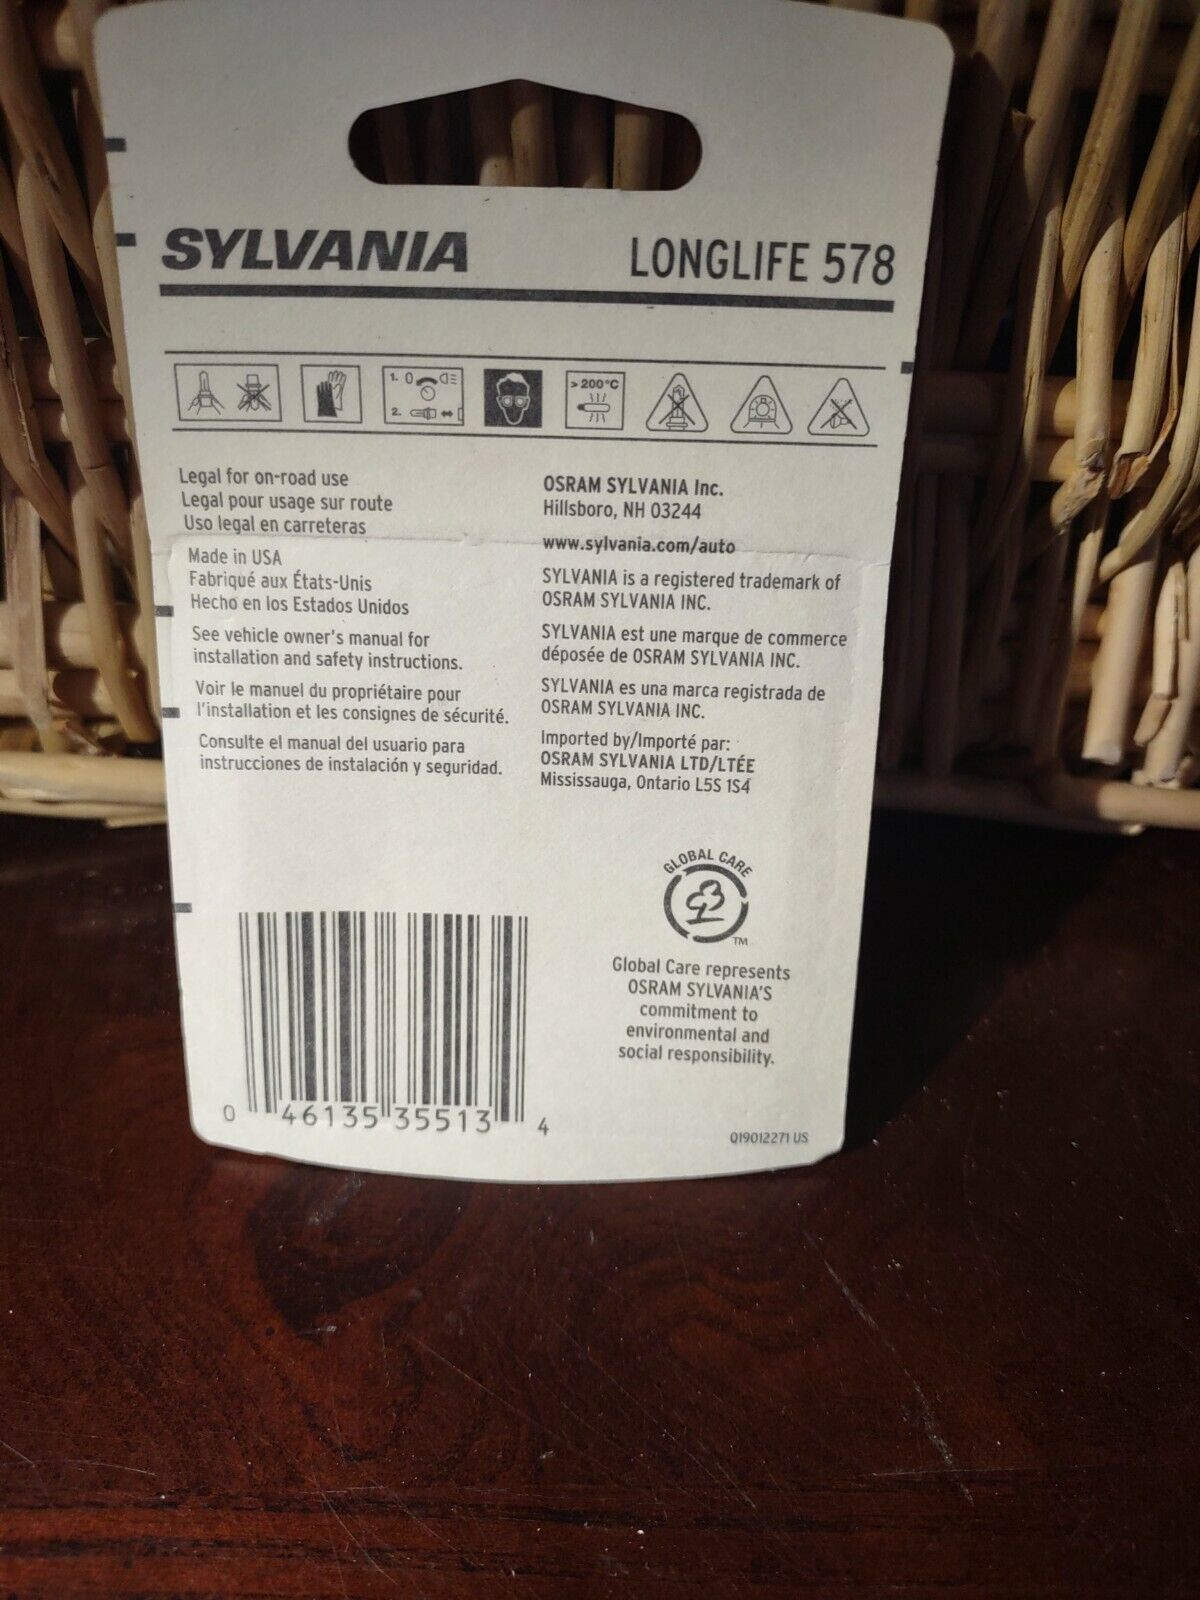 SYLVANIA LONGLIFE 578
1. 0
2.
>200°C
Legal for on-road use
Legal pour usage sur route
Uso legal en carreteras
Made in USA
Fabriqué aux États-Unis
Hecho en los Estados Unidos
See vehicle owner's manual for
installation and safety instructions.
Voir le manuel du propriétaire pour
l'installation et les consignes de sécurité.
Consulte el manual del usuario para
instrucciones de instalación y seguridad.
OSRAM SYLVANIA Inc.
Hillsboro, NH 03244
www.sylvania.com/auto
SYLVANIA is a registered trademark of
OSRAM SYLVANIA INC.
SYLVANIA est une marque de commerce
déposée de OSRAM SYLVANIA INC.
SYLVANIA es una marca registrada de
OSRAM SYLVANIA INC.
Imported by/Importé par:
OSRAM SYLVANIA LTD/LTÉE
Mississauga, Ontario L5S 1S4
GLOBAL CARE
TM
Global Care represents
OSRAM SYLVANIA'S
commitment to
environmental and
social responsibility.
0 46135 35513 4
Q19012271 US